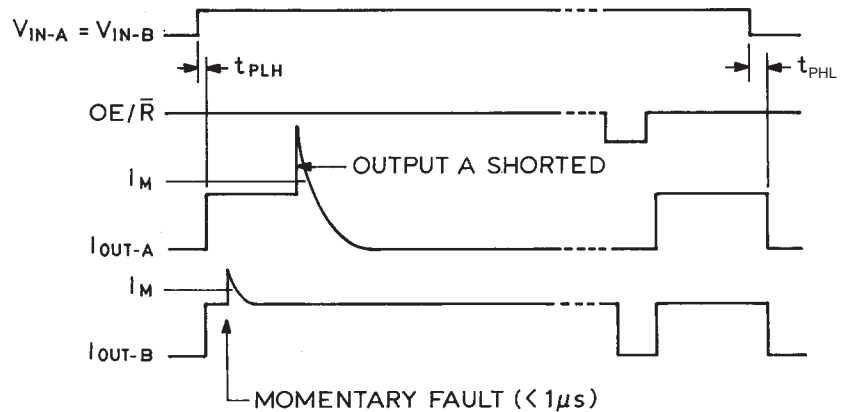 VIN-A = VIN-B
tPLH
tPHL
OE/R̅
OUTPUT A SHORTED
IM
IOUT-A
IM
IOUT-B
MOMENTARY FAULT (< 1μs)